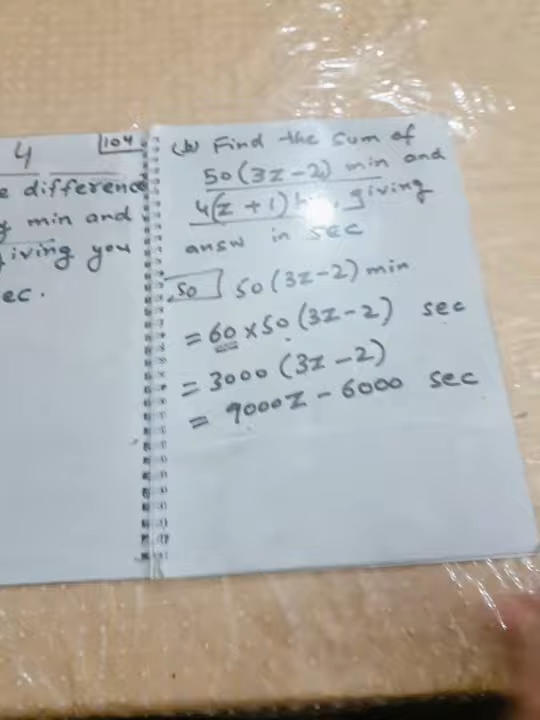 4
104
e difference
min and
iving you
ec.
(b) Find the sum of
50(3z-2) min and
4(z+1) h, giving
answ in sec
So 50(3z-2) min
= 60 x 50 (3z-2) sec
= 3000 (3z-2)
= 9000z - 6000 sec